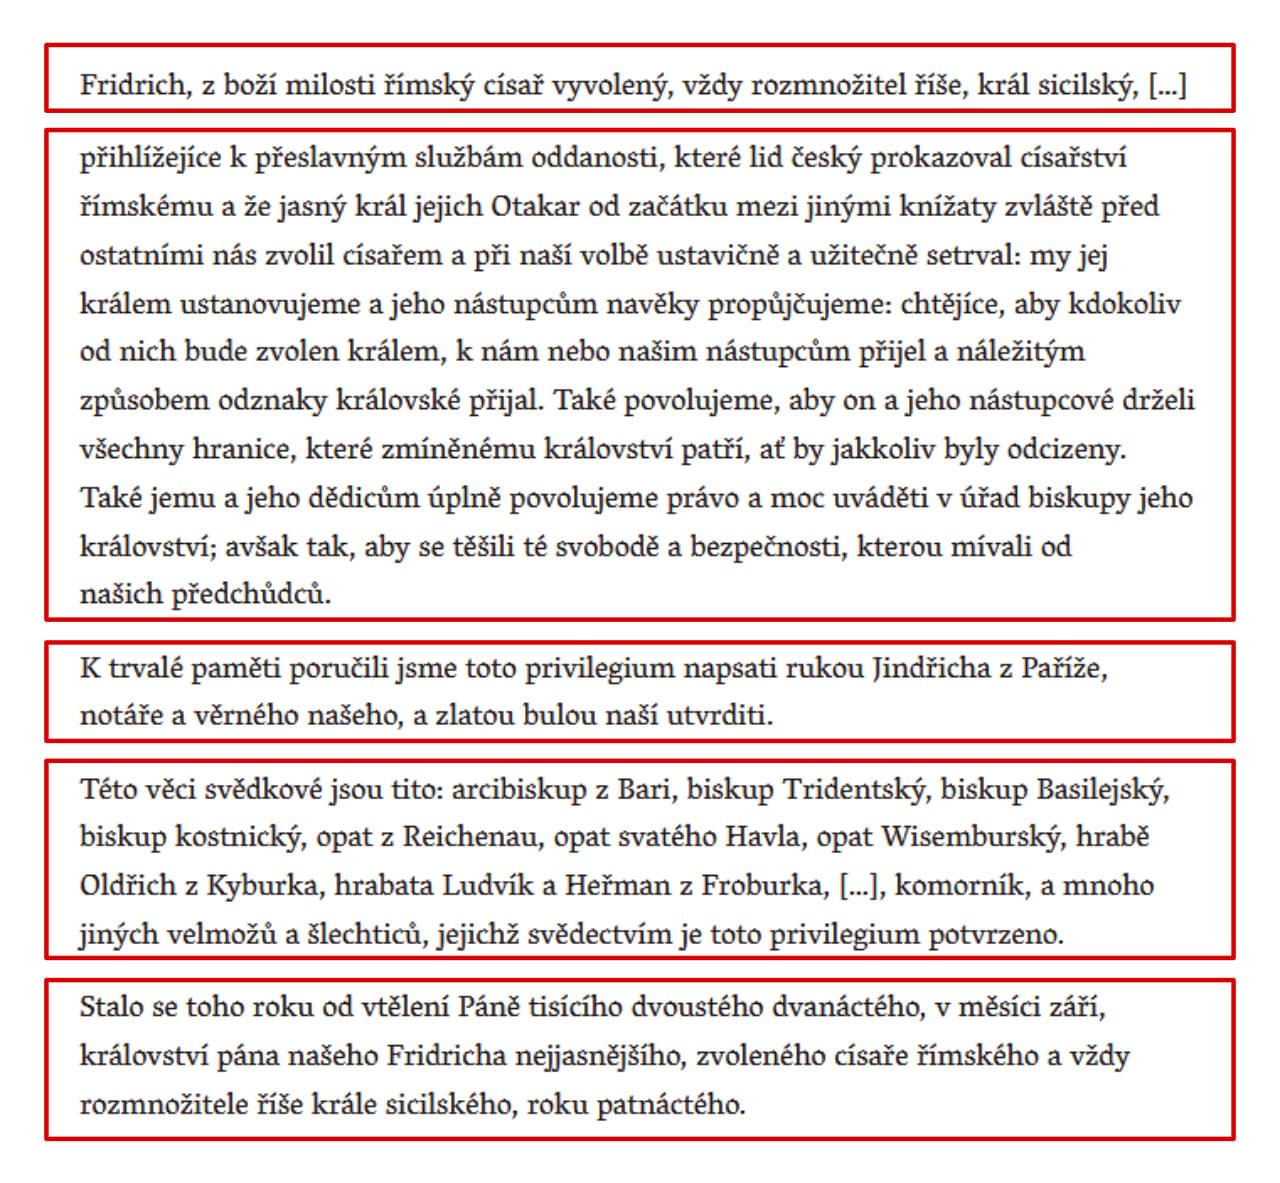 Fridrich, z boží milosti římský císař vyvolený, vždy rozmnožitel říše, král sicilský, [...]
přihlížejíce k přeslavným službám oddanosti, které lid český prokazoval císařství
římskému a že jasný král jejich Otakar od začátku mezi jinými knížaty zvláště před
ostatními nás zvolil císařem a při naší volbě ustavičně a užitečně setrval: my jej
králem ustanovujeme a jeho nástupcům navěky propůjčujeme: chtějíce, aby kdokoliv
od nich bude zvolen králem, k nám nebo našim nástupcům přijel a náležitým
způsobem odznaky královské přijal. Také povolujeme, aby on a jeho nástupcové drželi
všechny hranice, které zmíněnému království patří, ať by jakkoliv byly odcizeny.
Také jemu a jeho dědicům úplně povolujeme právo a moc uváděti v úřad biskupy jeho
království; avšak tak, aby se těšili té svobodě a bezpečnosti, kterou mívali od
našich předchůdců.
K trvalé paměti poručili jsme toto privilegium napsati rukou Jindřicha z Paříže,
notáře a věrného našeho, a zlatou bulou naší utvrditi.
Této věci svědkové jsou tito: arcibiskup z Bari, biskup Tridentský, biskup Basilejský,
biskup kostnický, opat z Reichenau, opat svatého Havla, opat Wisemburský, hrabě
Oldřich z Kyburka, hrabata Ludvík a Heřman z Froburka, [...], komorník, a mnoho
jiných velmožů a šlechticů, jejichž svědectvím je toto privilegium potvrzeno.
Stalo se toho roku od vtělení Páně tisícího dvoustého dvanáctého, v měsíci září,
království pána našeho Fridricha nejjasnějšího, zvoleného císaře římského a vždy
rozmnožitele říše krále sicilského, roku patnáctého.